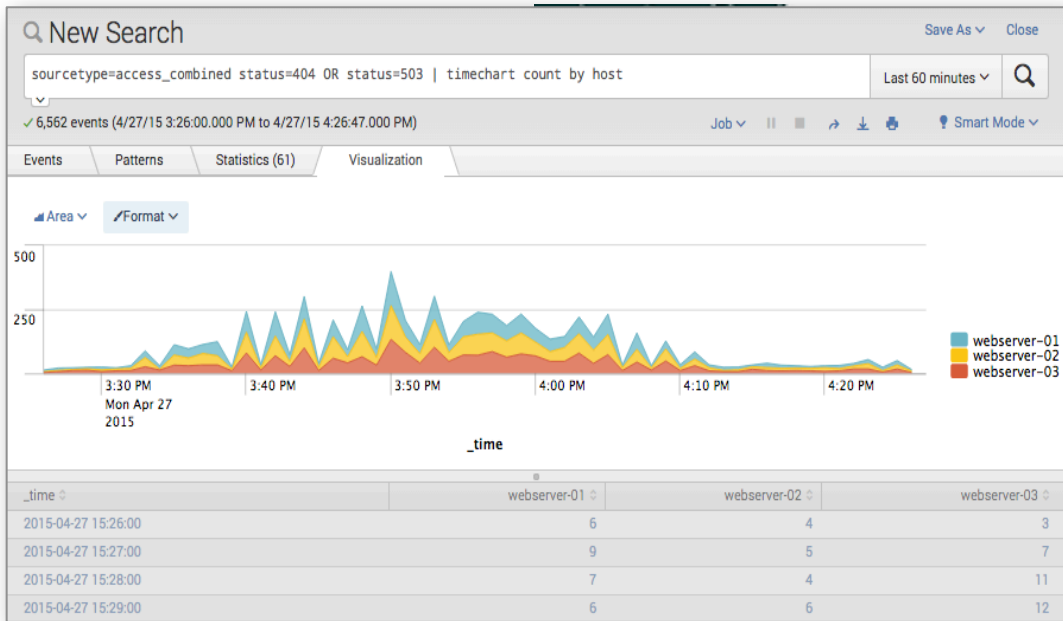 New Search
Save As Close
sourcetype=access_combined status=404 OR status=503 | timechart count by host
Last 60 minutes
✓ 6,562 events (4/27/15 3:26:00.000 PM to 4/27/15 4:26:47.000 PM)
Job Smart Mode
Events Patterns Statistics (61) Visualization
Area Format
500
250
webserver-01
webserver-02
webserver-03
3:30 PM 3:40 PM 3:50 PM 4:00 PM 4:10 PM 4:20 PM
Mon Apr 27
2015
_time
_time webserver-01 webserver-02 webserver-03
2015-04-27 15:26:00 6 4 3
2015-04-27 15:27:00 9 5 7
2015-04-27 15:28:00 7 4 11
2015-04-27 15:29:00 6 6 12